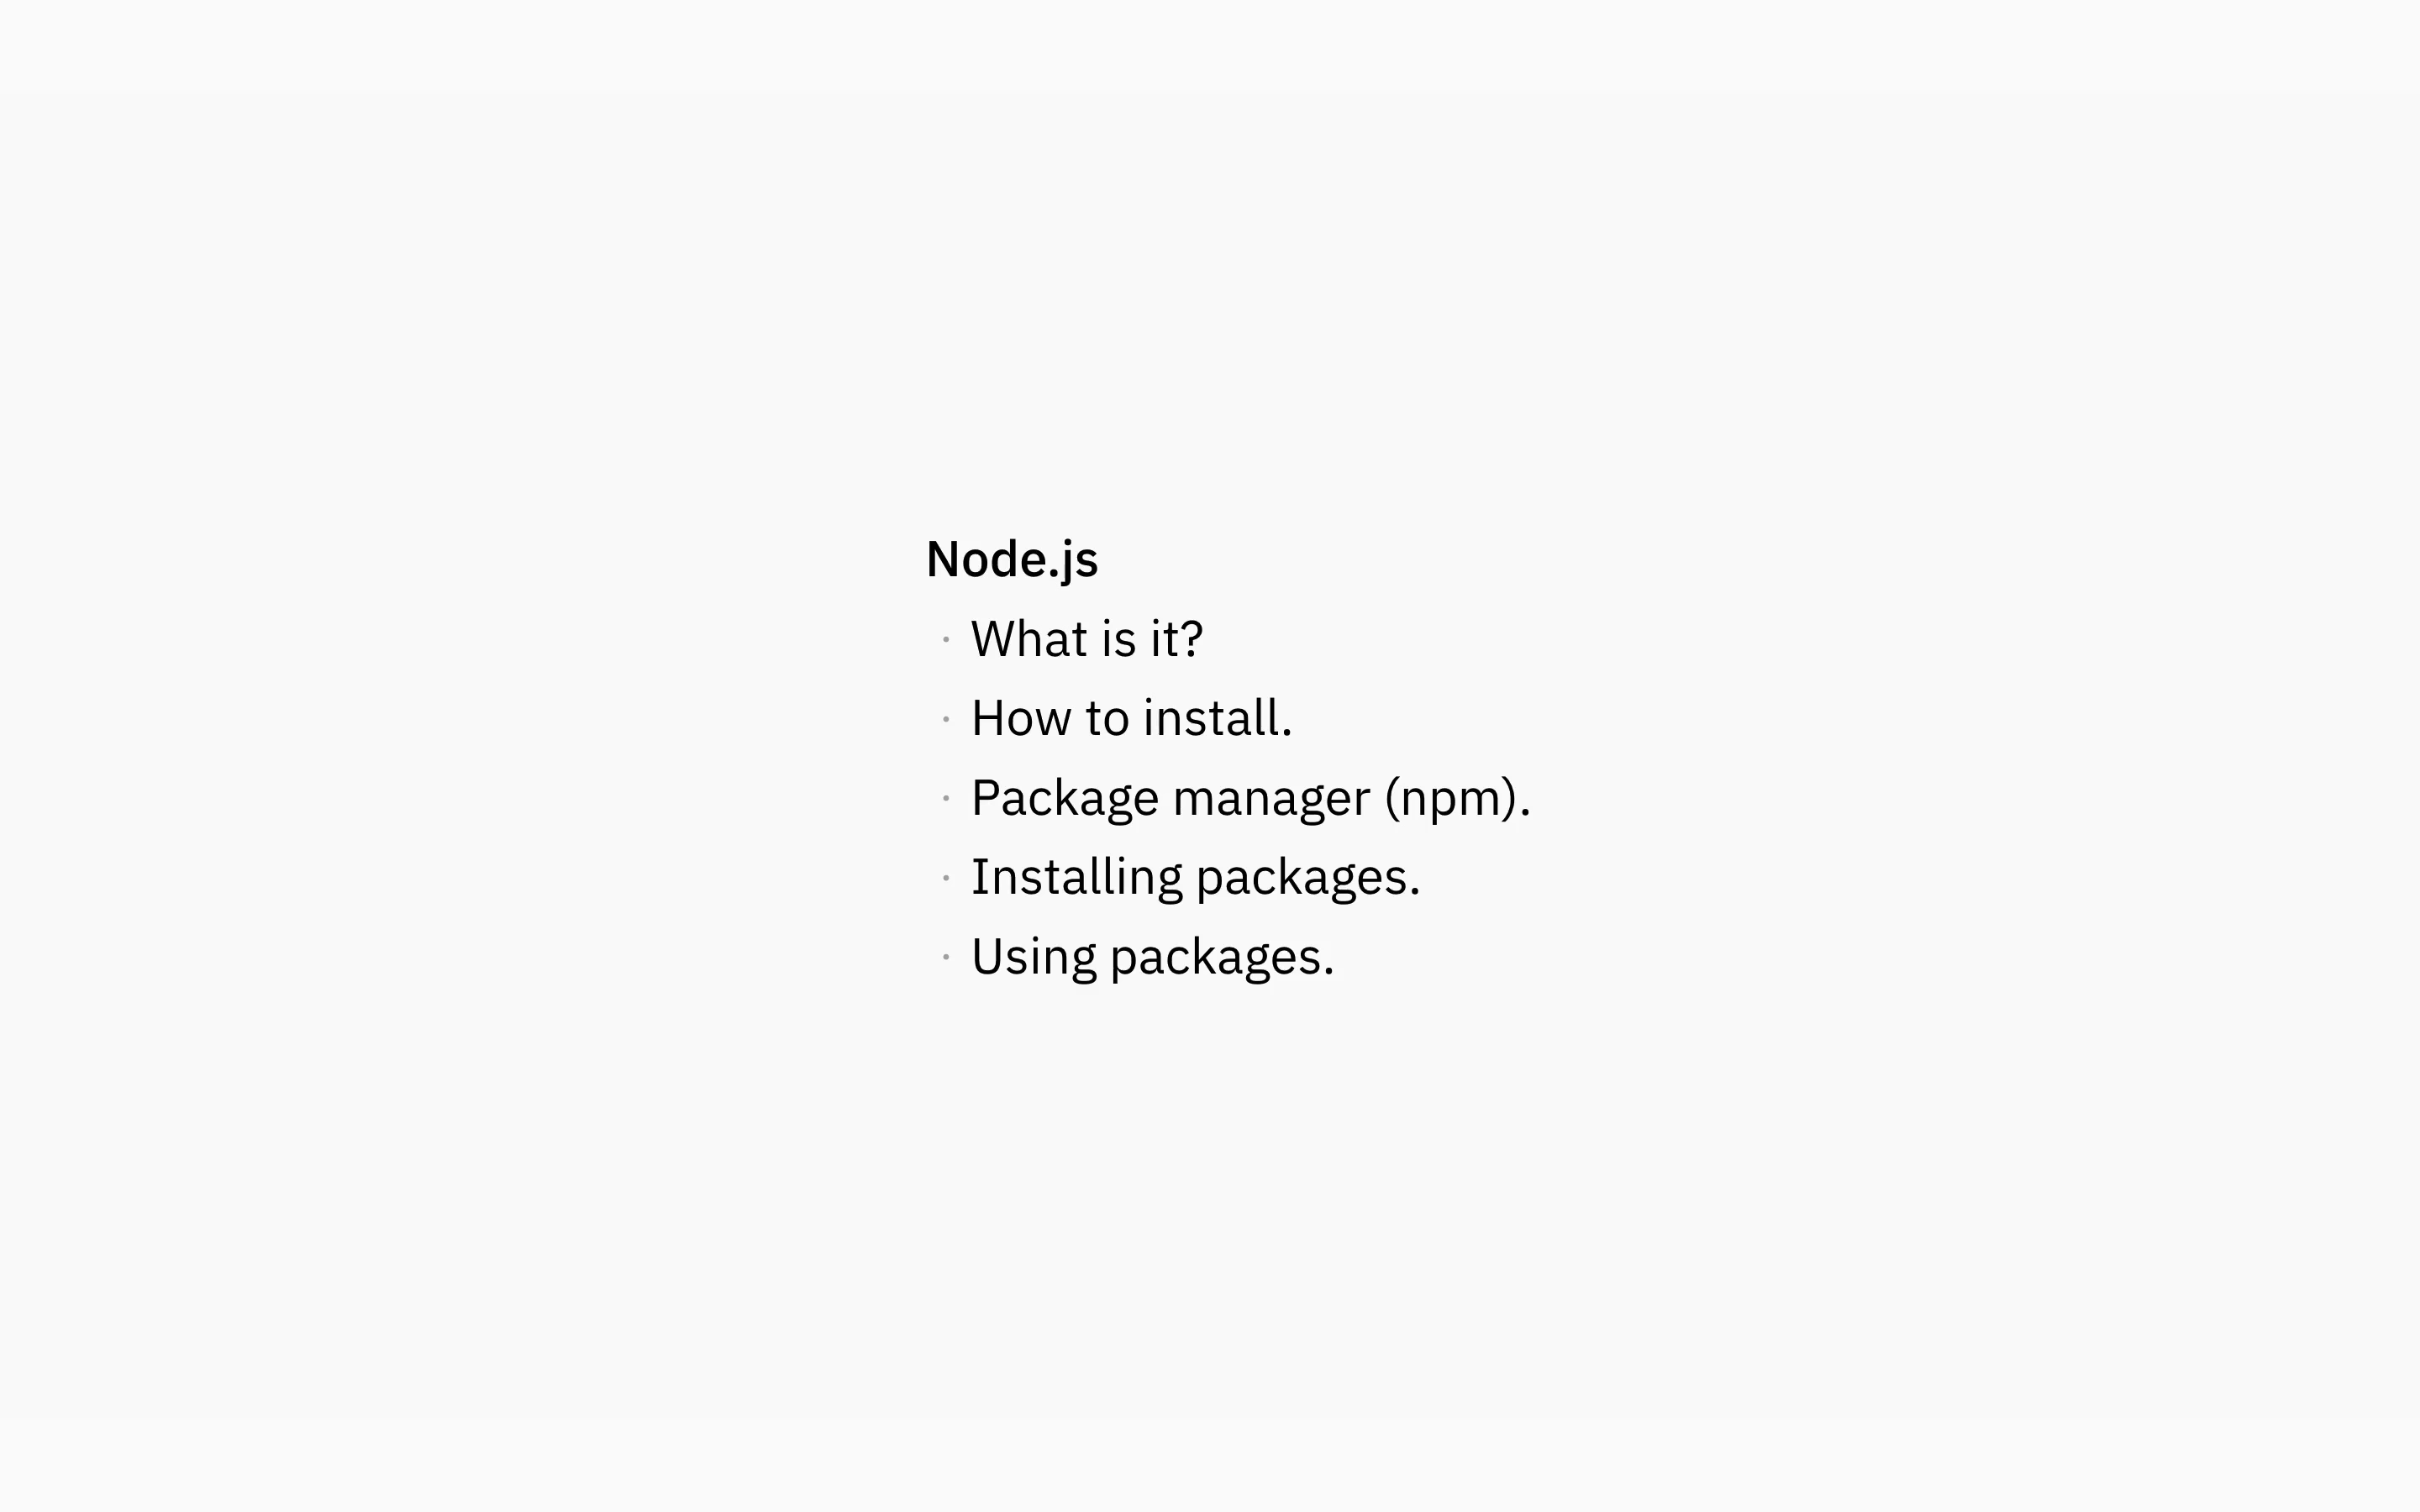 Node.js
• What is it?
• How to install.
• Package manager (npm).
• Installing packages.
• Using packages.